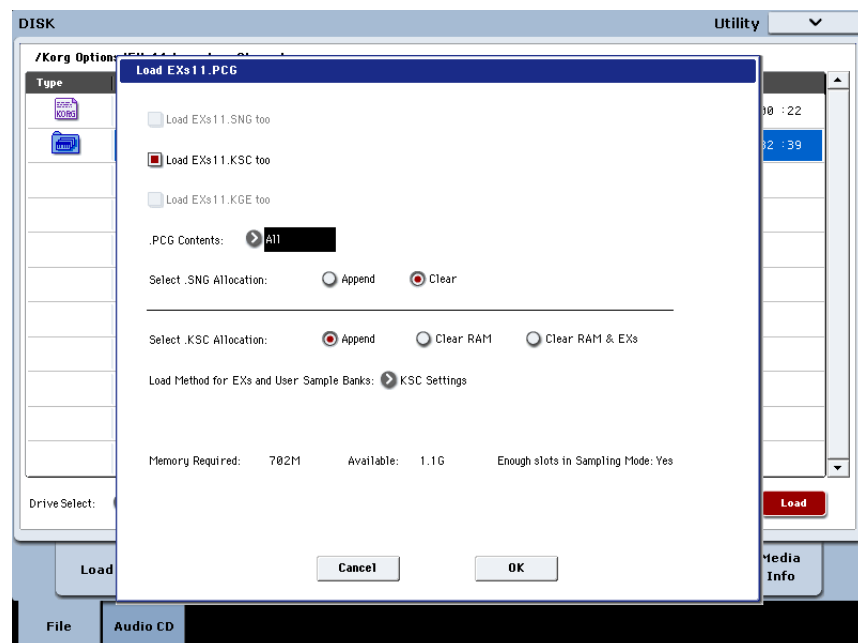 DISK
Utility
/Korg Options
Load EXs11.PCG
Type
KORG
:22
:39
Load EXs11.SNG too
Load EXs11.KSC too
Load EXs11.KGE too
.PCG Contents: All
Select .SNG Allocation: Append Clear
Select .KSC Allocation: Append Clear RAM Clear RAM & EXs
Load Method for EXs and User Sample Banks: KSC Settings
Memory Required: 702M Available: 1.1G Enough slots in Sampling Mode: Yes
Drive Select:
Load
Cancel OK
Load
Media
Info
File Audio CD